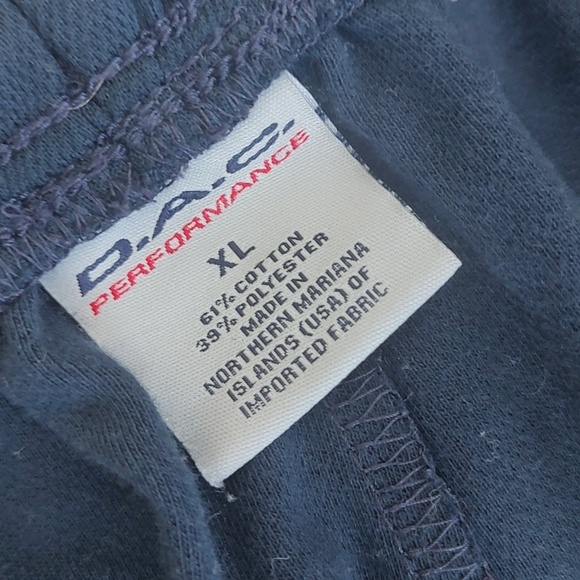 D.A.C.
PERFORMANCE
XL
61% COTTON
39% POLYESTER
MADE IN
NORTHERN MARIANA
ISLANDS (USA) OF
IMPORTED FABRIC